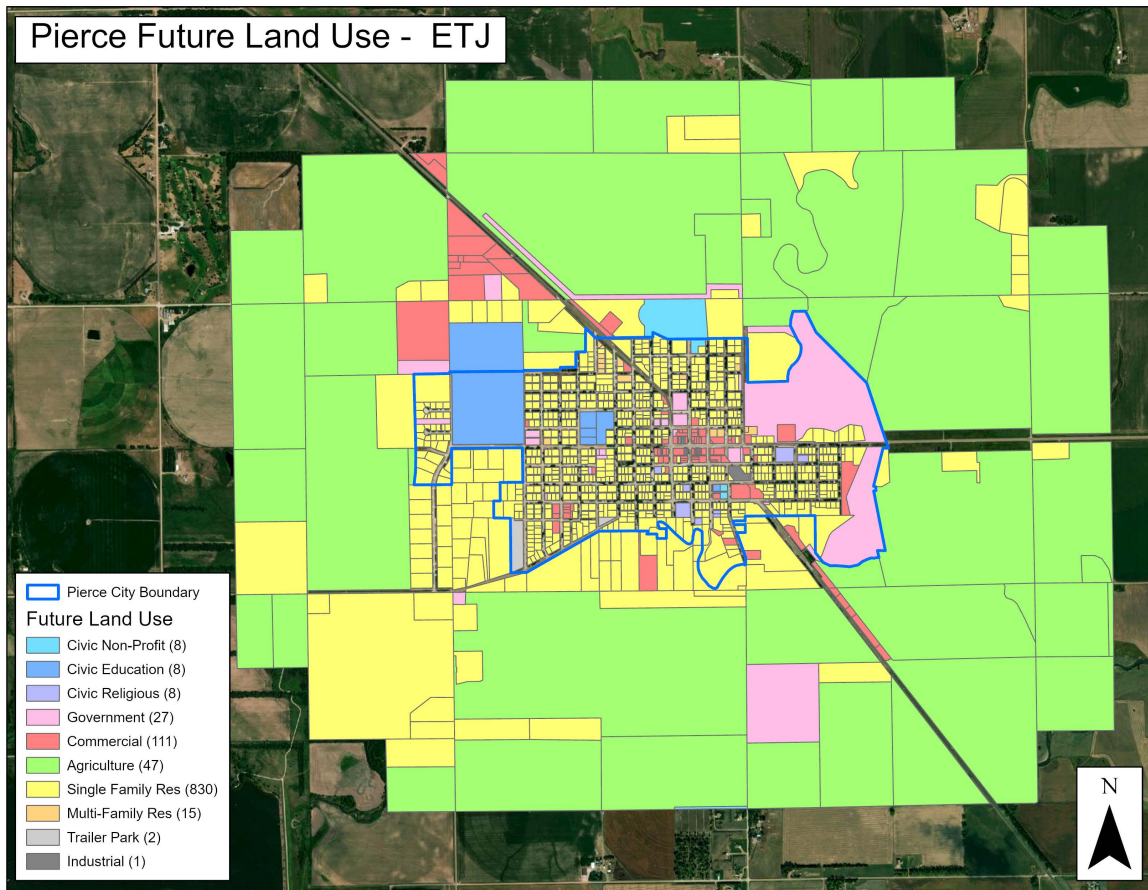 Pierce Future Land Use - ETJ
Pierce City Boundary
Future Land Use
Civic Non-Profit (8)
Civic Education (8)
Civic Religious (8)
Government (27)
Commercial (111)
Agriculture (47)
Single Family Res (830)
Multi-Family Res (15)
Trailer Park (2)
Industrial (1)
N